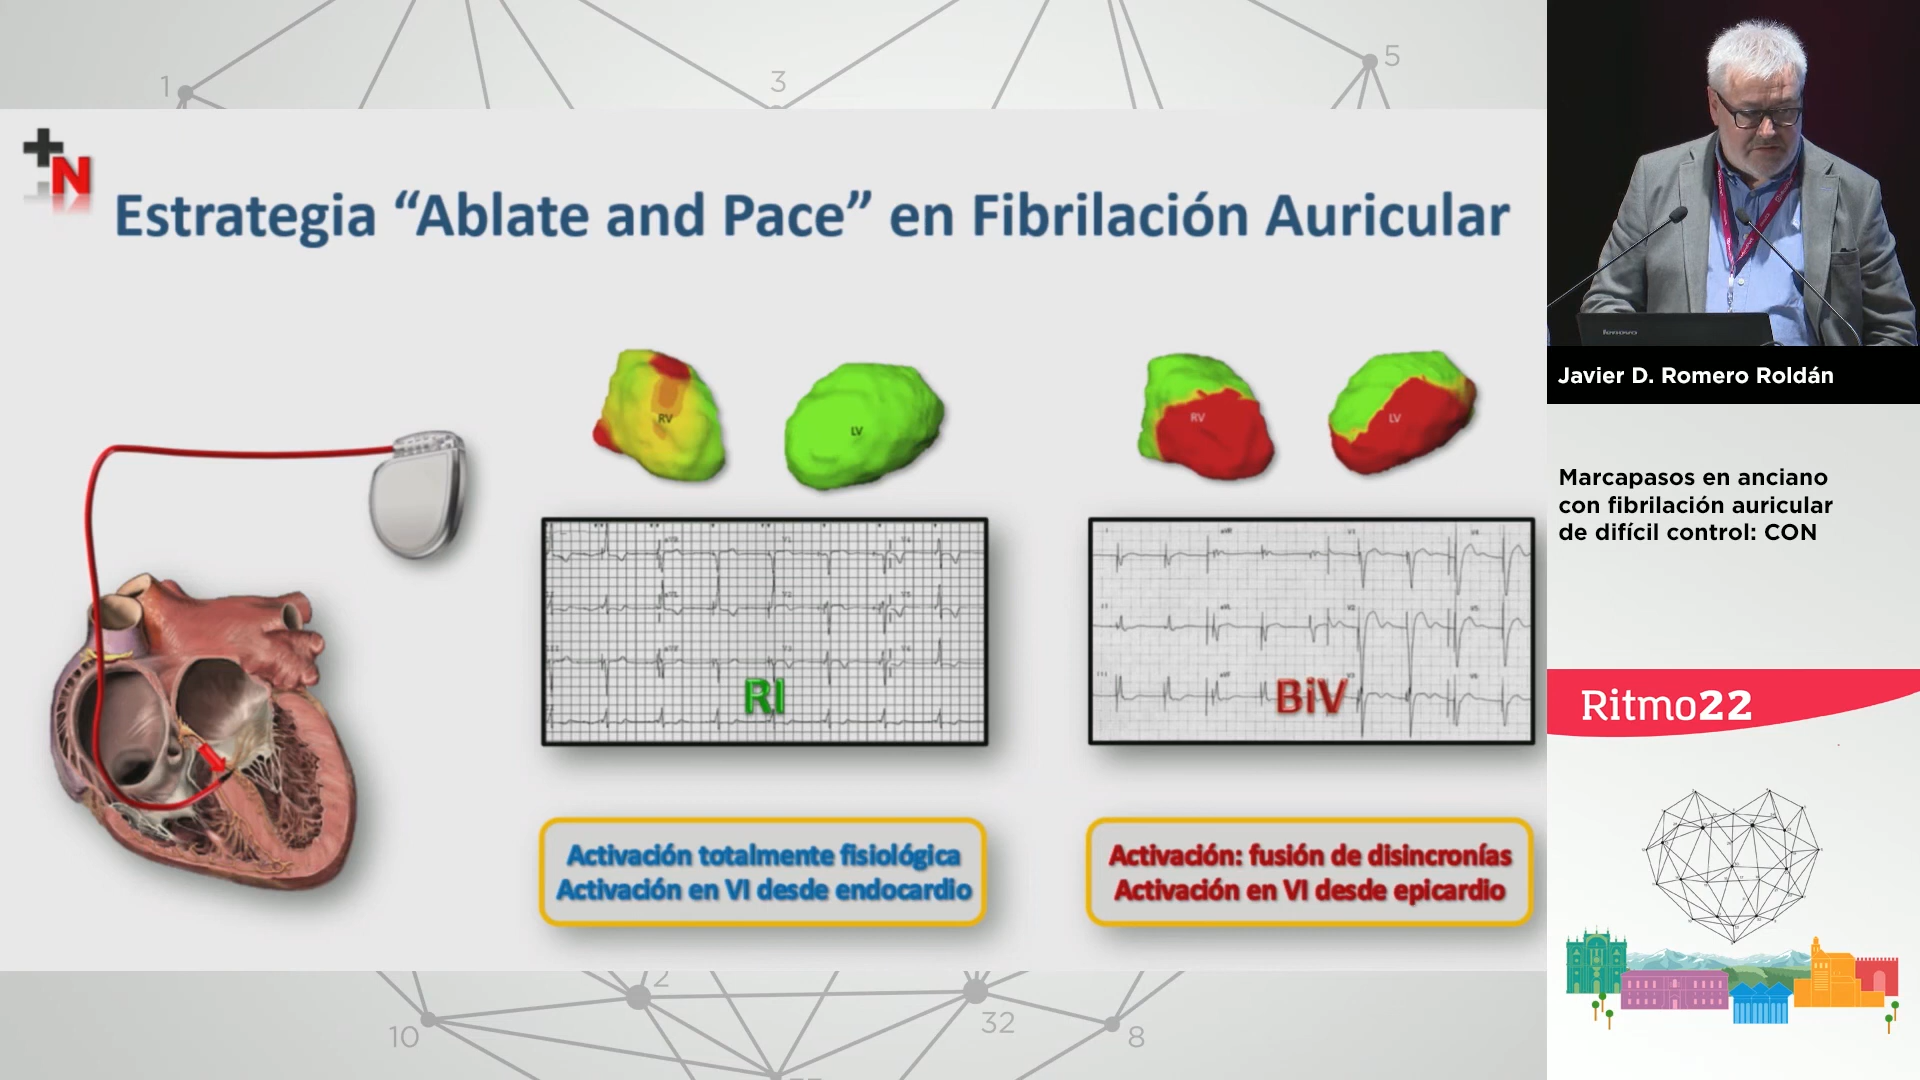 1
3
5
N
Estrategia “Ablate and Pace” en Fibrilación Auricular
RV
LV
RV
LV
RI
BiV
Activación totalmente fisiológica
Activación en VI desde endocardio
Activación: fusión de disincronías
Activación en VI desde epicardio
2
10
32
8
lenovo
Javier D. Romero Roldán
Marcapasos en anciano
con fibrilación auricular
de difícil control: CON
Ritmo22